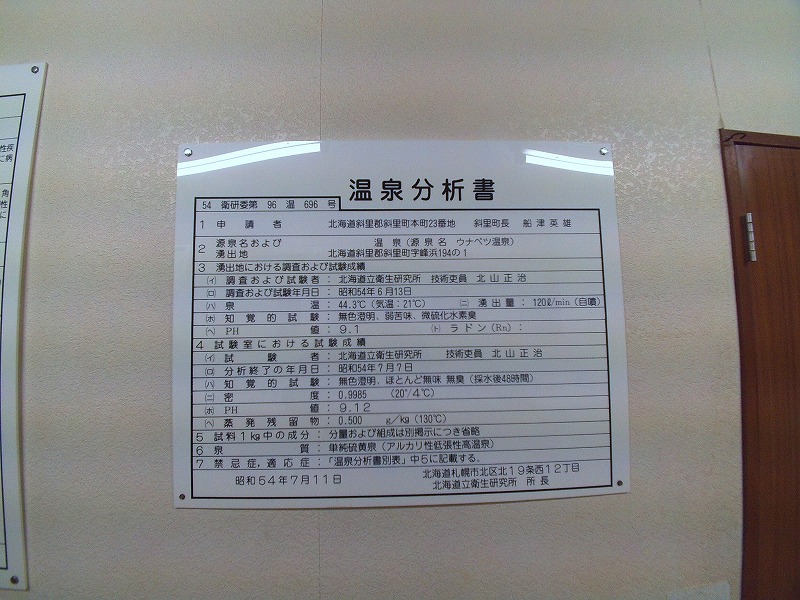 温泉分析書
54 衛研委第 96 温 696 号
1 申請者 北海道斜里郡斜里町本町23番地 斜里町長 船津英雄
2 源泉名および湧出地 温泉(源泉名 ウナベツ温泉)
北海道斜里郡斜里町字峰浜194の1
3 湧出地における調査および試験成績
㈑ 調査および試験者: 北海道立衛生研究所 技術吏員 北山正治
㈺ 調査および試験年月日: 昭和54年6月13日
㈩ 泉温 44.3℃(気温:21℃) ㈡ 湧出量: 120ℓ/min(自噴)
㋭ 知覚的試験: 無色澄明、弱苦味、微硫化水素臭
㋬ PH値: 9.1 ㋣ ラドン(Rn):
4 試験室における試験成績
㋑ 試験者: 北海道立衛生研究所 技術吏員 北山正治
㋺ 分析終了の年月日: 昭和54年7月7日
㋩ 知覚的試験: 無色澄明、ほとんど無味 無臭(採水後48時間)
㋥ 密度: 0.9985 (20°/4℃)
㋭ PH値: 9.12
㋬ 蒸発残留物: 0.500 g/kg(130℃)
5 試料1kg中の成分: 分量および組成は別掲示につき省略
6 泉質: 単純硫黄泉(アルカリ性低張性高温泉)
7 禁忌症,適応症: 「温泉分析書別表」中5に記載する。
昭和54年7月11日
北海道札幌市北区北19条西12丁目
北海道立衛生研究所 所長
性疾
に病
角
性
に